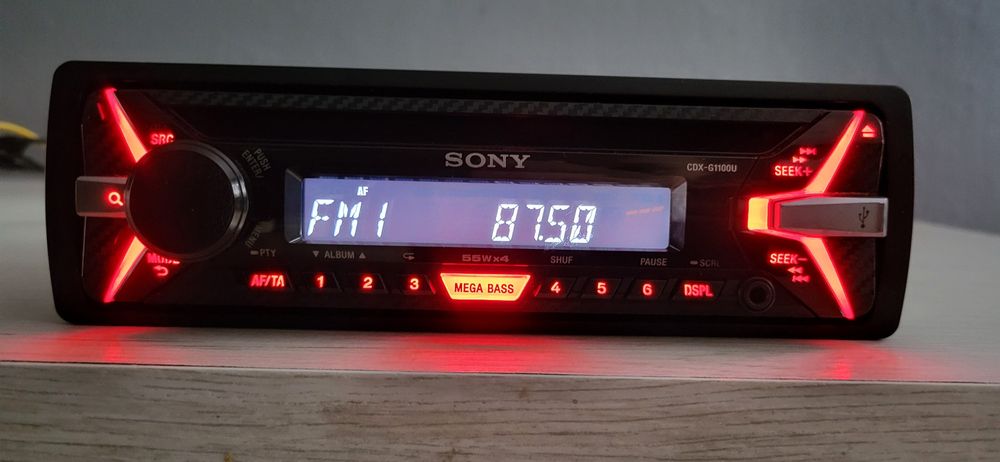 SRC
PUSH ENTER/
MENU
MODE
SONY
CDX-G1100U
AF
FM1 87.50
SEEK+
SEEK-
PTY
▼ ALBUM ▲
55W×4
SHUF
PAUSE
SCRL
AF/TA 1 2 3 MEGA BASS 4 5 6 DSPL